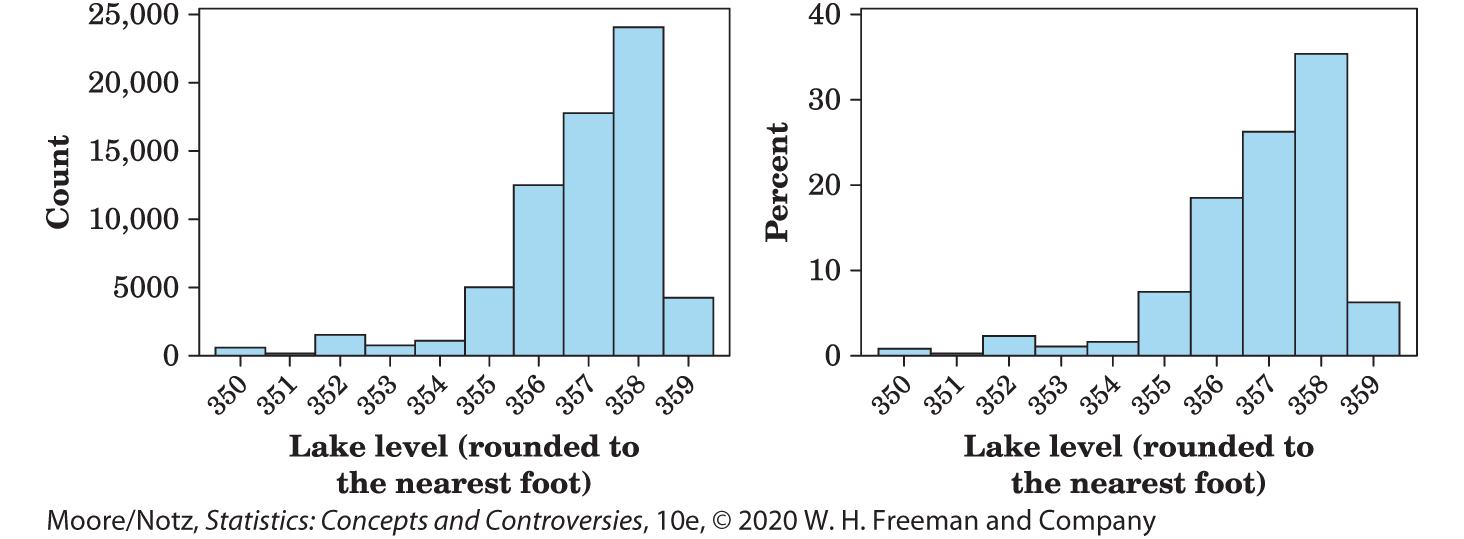 25,000
20,000
15,000
10,000
5000
0
Count
350 351 352 353 354 355 356 357 358 359
Lake level (rounded to
the nearest foot)
40
30
20
10
0
Percent
350 351 352 353 354 355 356 357 358 359
Lake level (rounded to
the nearest foot)
Moore/Notz, Statistics: Concepts and Controversies, 10e, © 2020 W. H. Freeman and Company